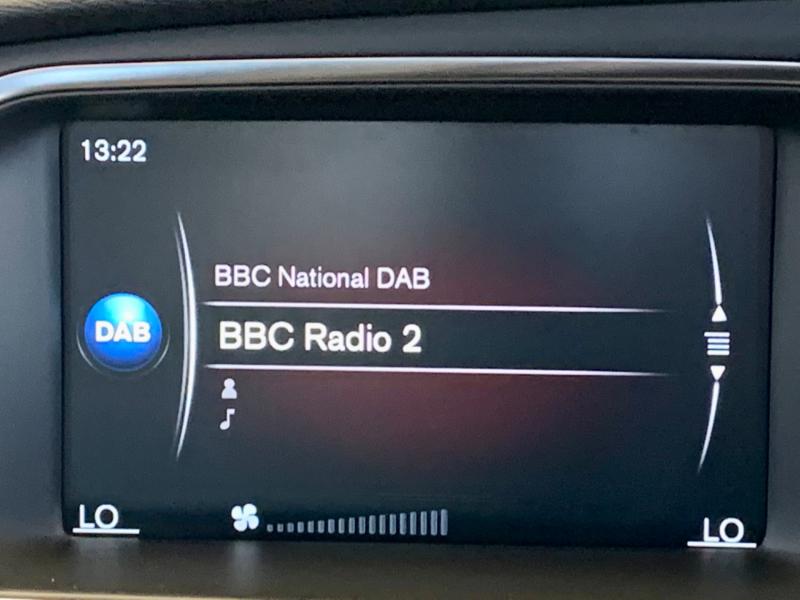 13:22
BBC National DAB
DAB
BBC Radio 2
LO
LO